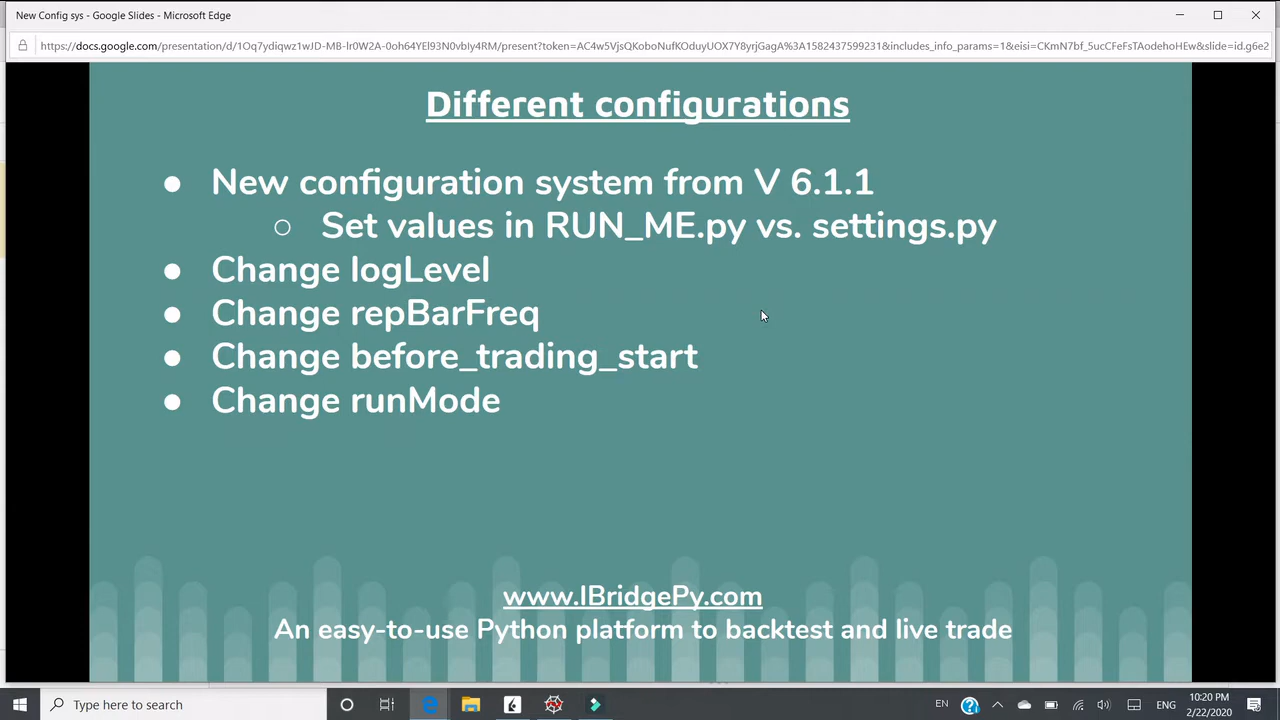 New Config sys - Google Slides - Microsoft Edge
https://docs.google.com/presentation/d/1Oq7ydiqwz1wJD-MB-lr0W2A-0oh64YEl93N0vbIy4RM/present?token=AC4w5VjsQKoboNufKOduyUOX7Y8yrjGagA%3A1582437599231&includes_info_params=1&eisi=CKmN7bf_5ucCFeFsTAodehoHEw&slide=id.g6e2
Different configurations
● New configuration system from V 6.1.1
○ Set values in RUN_ME.py vs. settings.py
● Change logLevel
● Change repBarFreq
● Change before_trading_start
● Change runMode
www.IBridgePy.com
An easy-to-use Python platform to backtest and live trade
Type here to search
EN
ENG
10:20 PM
2/22/2020